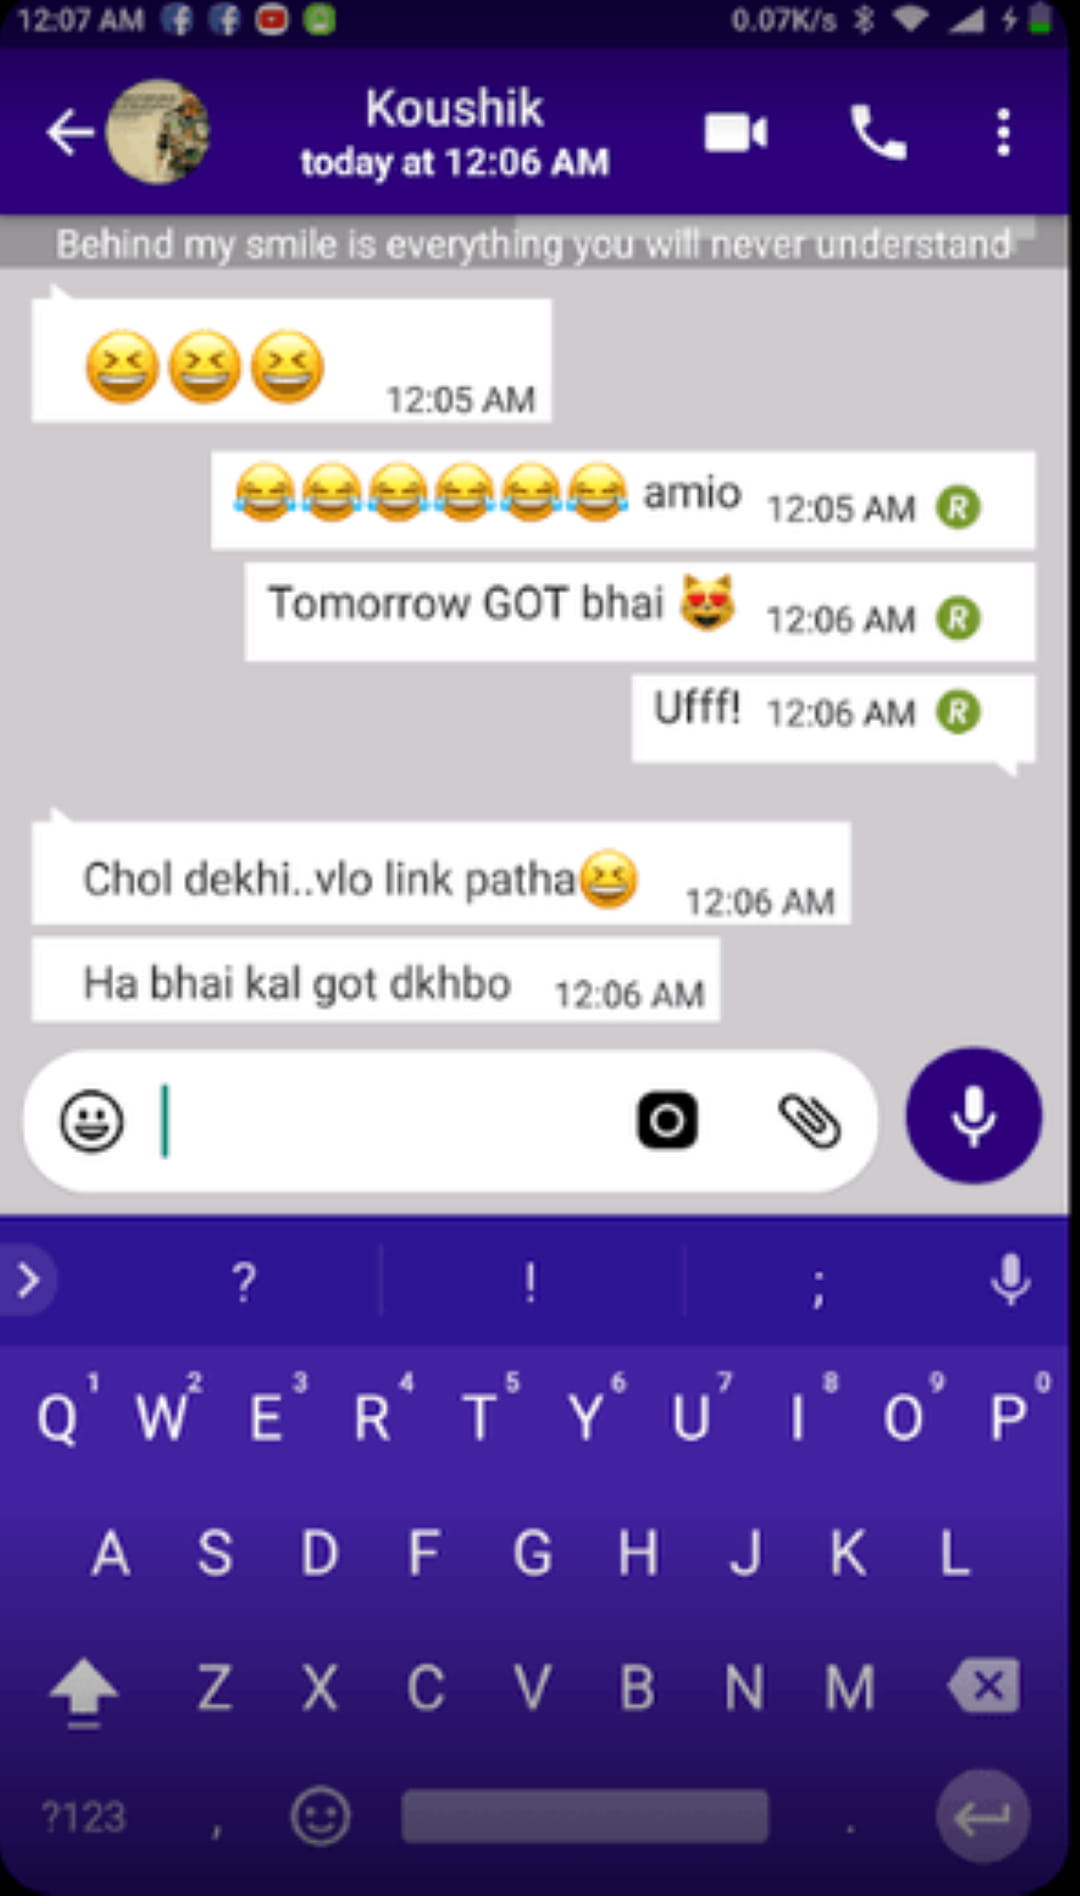 12:07 AM 0.07K/s
Koushik
today at 12:06 AM
Behind my smile is everything you will never understand
😆😆😆 12:05 AM
😂😂😂😂😂😂 amio 12:05 AM R
Tomorrow GOT bhai 😻 12:06 AM R
Ufff! 12:06 AM R
Chol dekhi..vlo link patha😆 12:06 AM
Ha bhai kal got dkhbo 12:06 AM
? ! ;
1 2 3 4 5 6 7 8 9 0
Q W E R T Y U I O P
A S D F G H J K L
Z X C V B N M
?123 , .